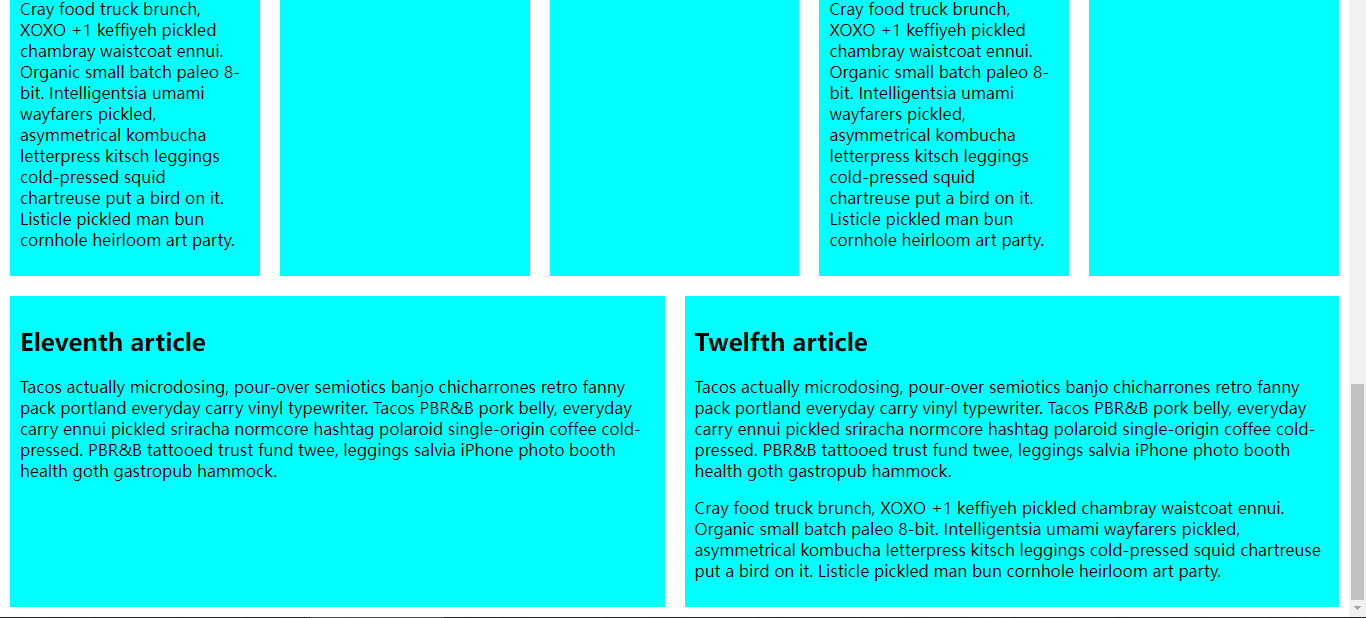 Cray food truck brunch,
XOXO +1 keffiyeh pickled
chambray waistcoat ennui.
Organic small batch paleo 8-
bit. Intelligentsia umami
wayfarers pickled,
asymmetrical kombucha
letterpress kitsch leggings
cold-pressed squid
chartreuse put a bird on it.
Listicle pickled man bun
cornhole heirloom art party.
Cray food truck brunch,
XOXO +1 keffiyeh pickled
chambray waistcoat ennui.
Organic small batch paleo 8-
bit. Intelligentsia umami
wayfarers pickled,
asymmetrical kombucha
letterpress kitsch leggings
cold-pressed squid
chartreuse put a bird on it.
Listicle pickled man bun
cornhole heirloom art party.
Eleventh article
Tacos actually microdosing, pour-over semiotics banjo chicharrones retro fanny
pack portland everyday carry vinyl typewriter. Tacos PBR&B pork belly, everyday
carry ennui pickled sriracha normcore hashtag polaroid single-origin coffee cold-
pressed. PBR&B tattooed trust fund twee, leggings salvia iPhone photo booth
health goth gastropub hammock.
Twelfth article
Tacos actually microdosing, pour-over semiotics banjo chicharrones retro fanny
pack portland everyday carry vinyl typewriter. Tacos PBR&B pork belly, everyday
carry ennui pickled sriracha normcore hashtag polaroid single-origin coffee cold-
pressed. PBR&B tattooed trust fund twee, leggings salvia iPhone photo booth
health goth gastropub hammock.
Cray food truck brunch, XOXO +1 keffiyeh pickled chambray waistcoat ennui.
Organic small batch paleo 8-bit. Intelligentsia umami wayfarers pickled,
asymmetrical kombucha letterpress kitsch leggings cold-pressed squid chartreuse
put a bird on it. Listicle pickled man bun cornhole heirloom art party.